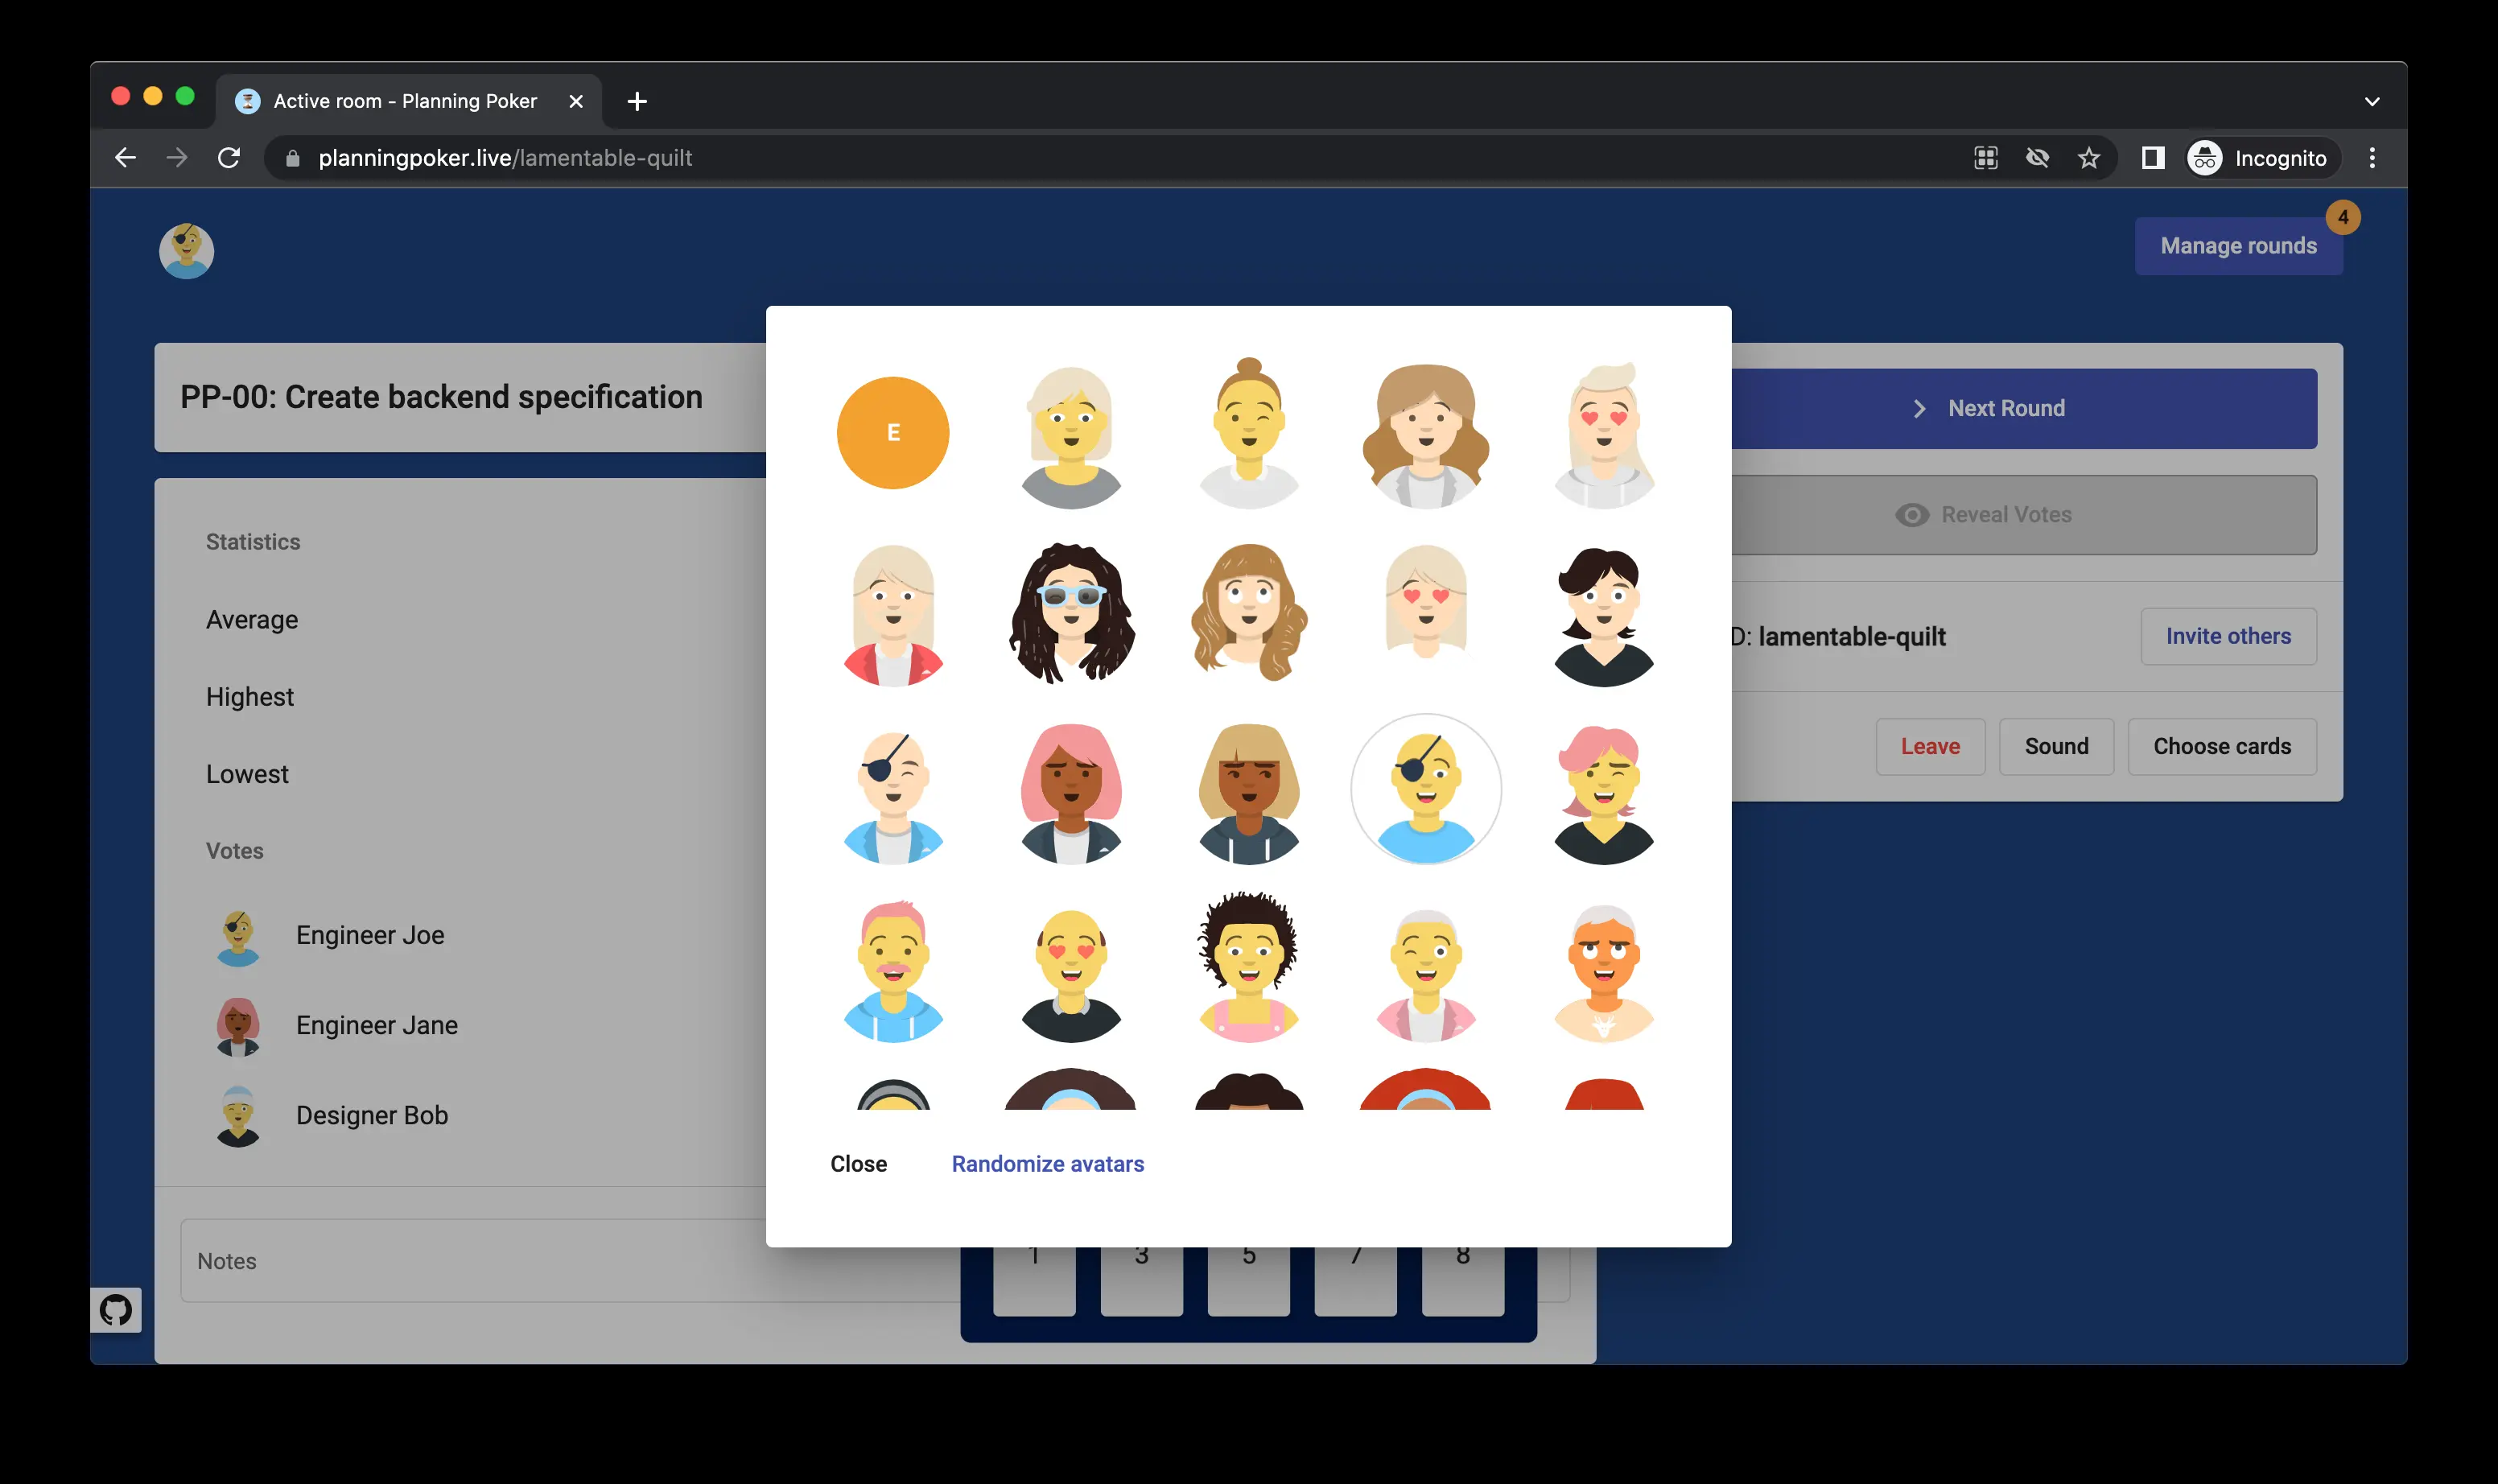 Active room - Planning Poker
planningpoker.live/lamentable-quilt
Incognito
4
Manage rounds
PP-00: Create backend specification
E
Next Round
Reveal Votes
Statistics
Average
D: lamentable-quilt
Invite others
Highest
Lowest
Leave
Sound
Choose cards
Votes
Engineer Joe
Engineer Jane
Designer Bob
Close
Randomize avatars
Notes
1 3 5 7 8